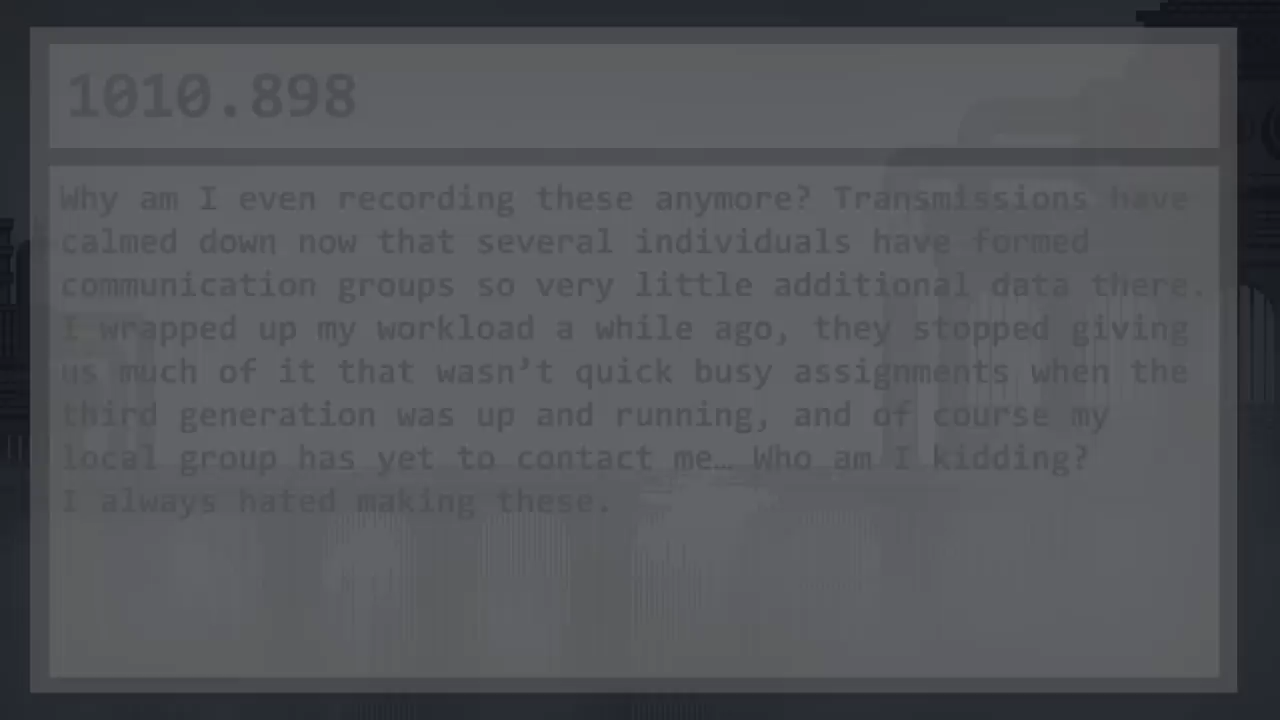 1010.898
Why am I even recording these anymore? Transmissions have
calmed down now that several individuals have formed
communication groups so very little additional data there.
I wrapped up my workload a while ago, they stopped giving
us much of it that wasn’t quick busy assignments when the
third generation was up and running, and of course my
local group has yet to contact me… Who am I kidding?
I always hated making these.